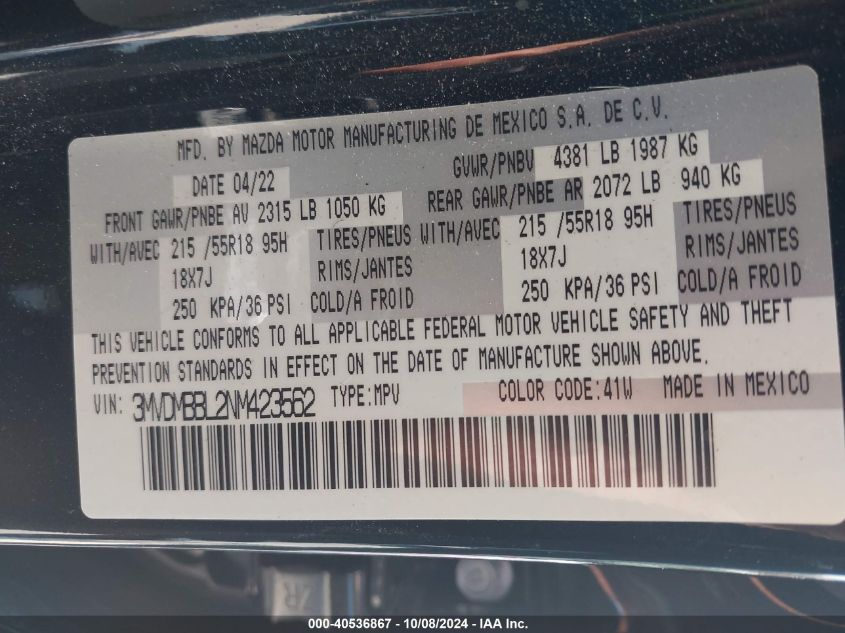 MFD. BY MAZDA MOTOR MANUFACTURING DE MEXICO S.A. DE C.V.
DATE 04/22 GVWR/PNBV 4381 LB 1987 KG
FRONT GAWR/PNBE AV 2315 LB 1050 KG REAR GAWR/PNBE AR 2072 LB 940 KG
WITH/AVEC 215 /55R18 95H TIRES/PNEUS WITH/AVEC 215 /55R18 95H TIRES/PNEUS
18X7J RIMS/JANTES 18X7J RIMS/JANTES
250 KPA/36 PSI COLD/A FROID 250 KPA/36 PSI COLD/A FROID
THIS VEHICLE CONFORMS TO ALL APPLICABLE FEDERAL MOTOR VEHICLE SAFETY AND THEFT
PREVENTION STANDARDS IN EFFECT ON THE DATE OF MANUFACTURE SHOWN ABOVE.
VIN: 3MVDMBBL2NM423562 TYPE:MPV COLOR CODE:41W MADE IN MEXICO
ZR
000-40536867 - 10/08/2024 - IAA Inc.